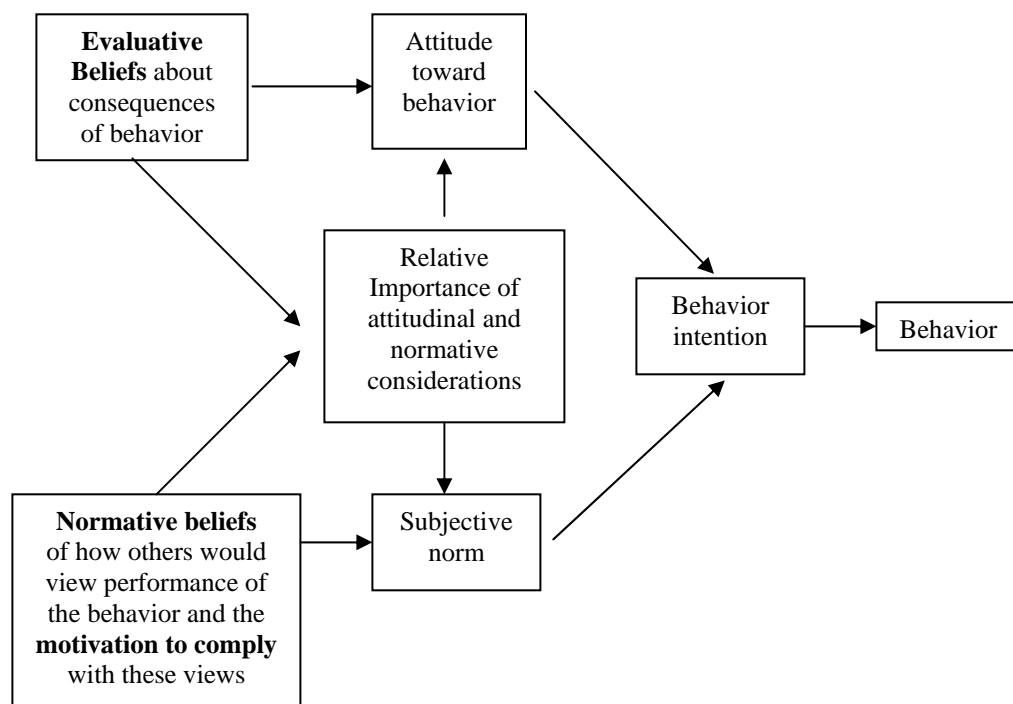 Evaluative
Beliefs about
consequences
of behavior
Attitude
toward
behavior
Relative
Importance of
attitudinal and
normative
considerations
Behavior
intention
Behavior
Normative beliefs
of how others would
view performance of
the behavior and the
motivation to comply
with these views
Subjective
norm